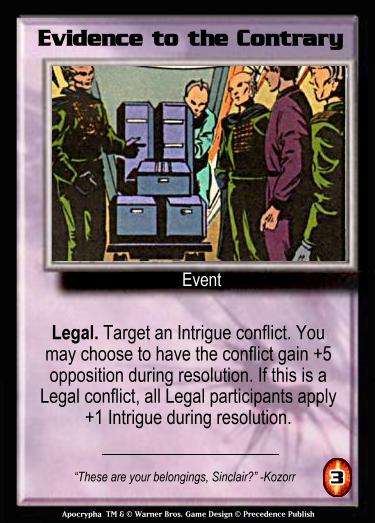 Evidence to the Contrary
Event
Legal. Target an Intrigue conflict. You
may choose to have the conflict gain +5
opposition during resolution. If this is a
Legal conflict, all Legal participants apply
+1 Intrigue during resolution.
“These are your belongings, Sinclair?” -Kozorr
3
Apocrypha TM & © Warner Bros. Game Design © Precedence Publish